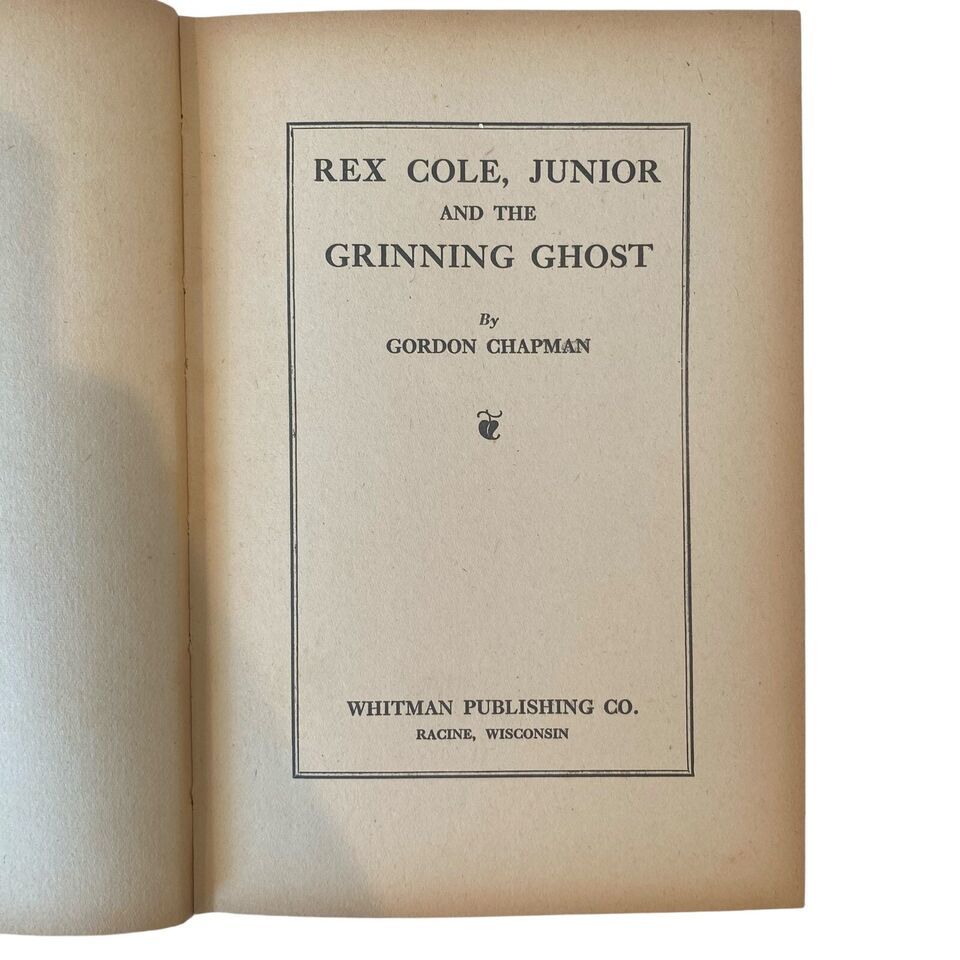 REX COLE, JUNIOR
AND THE
GRINNING GHOST
By
GORDON CHAPMAN
WHITMAN PUBLISHING CO.
RACINE, WISCONSIN